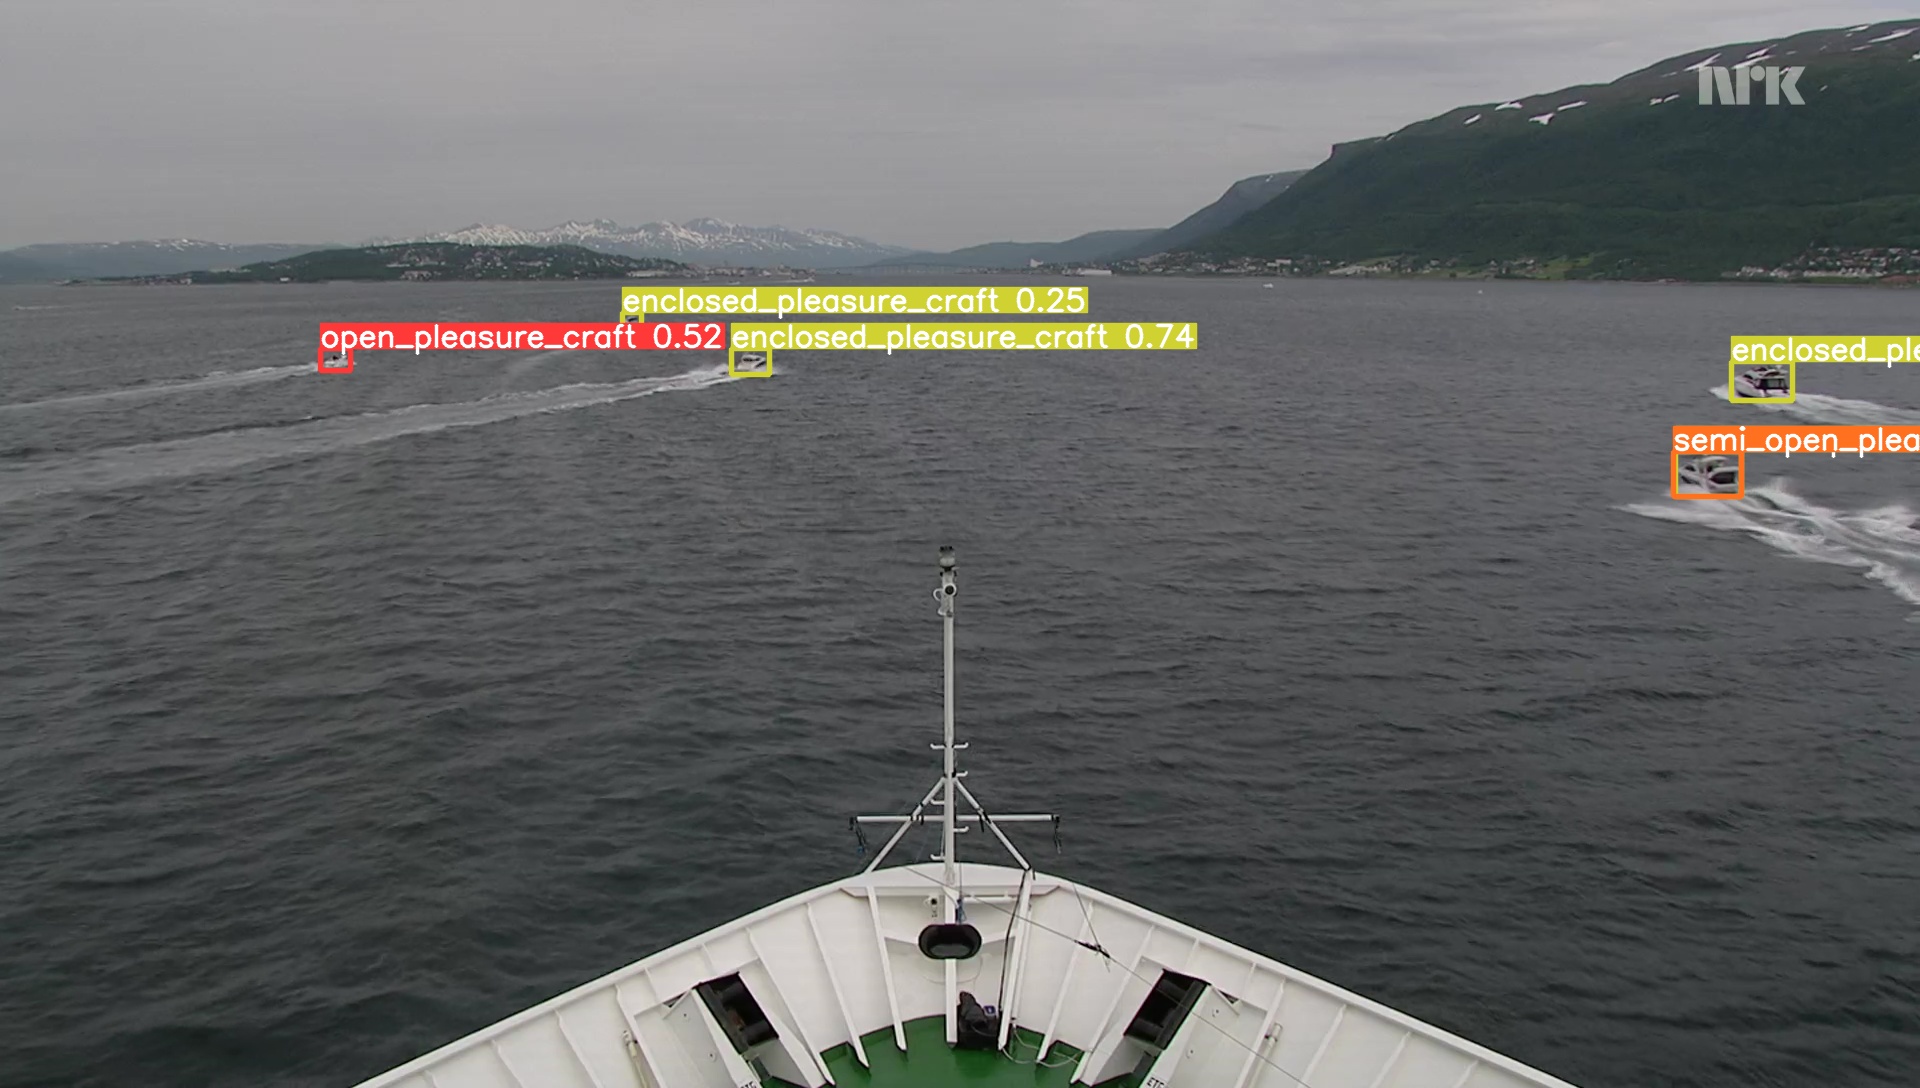 nrk
enclosed_pleasure_craft 0.25
open_pleasure_craft 0.52
enclosed_pleasure_craft 0.74
enclosed_ple
semi_open_plea